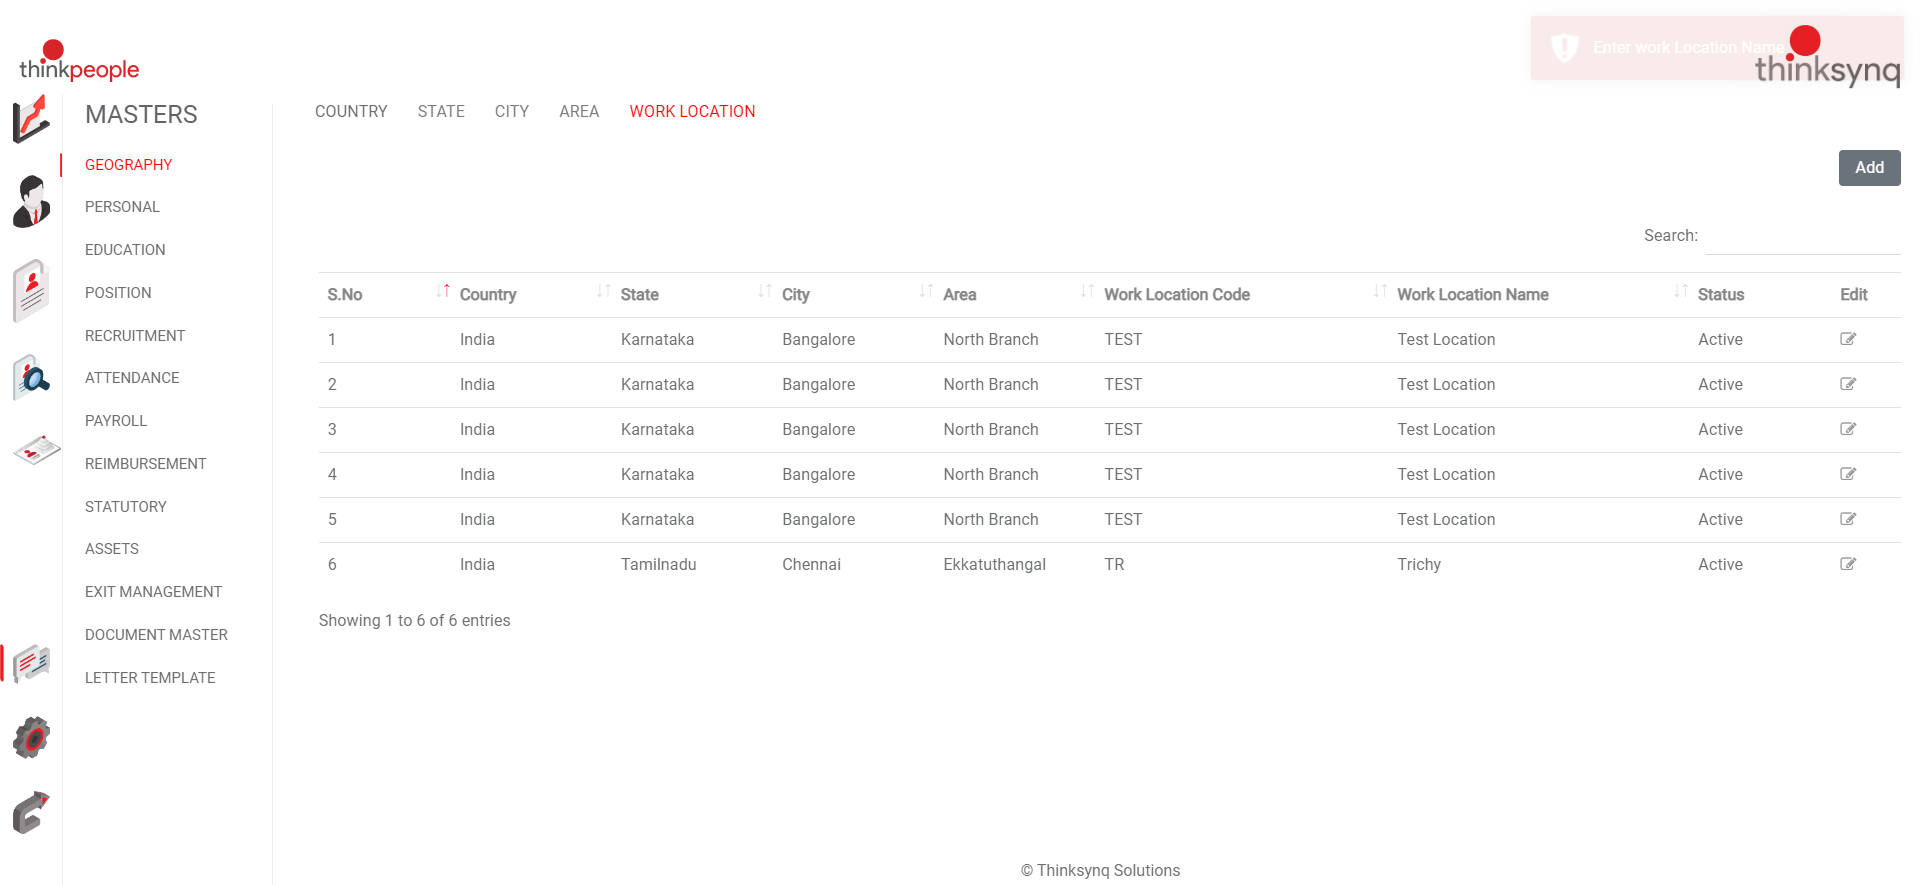 thinkpeople
Enter work Location Name
thinksynq
MASTERS
COUNTRY STATE CITY AREA WORK LOCATION
GEOGRAPHY
PERSONAL
EDUCATION
POSITION
RECRUITMENT
ATTENDANCE
PAYROLL
REIMBURSEMENT
STATUTORY
ASSETS
EXIT MANAGEMENT
DOCUMENT MASTER
LETTER TEMPLATE
Add
Search:
S.No Country State City Area Work Location Code Work Location Name Status Edit
1 India Karnataka Bangalore North Branch TEST Test Location Active
2 India Karnataka Bangalore North Branch TEST Test Location Active
3 India Karnataka Bangalore North Branch TEST Test Location Active
4 India Karnataka Bangalore North Branch TEST Test Location Active
5 India Karnataka Bangalore North Branch TEST Test Location Active
6 India Tamilnadu Chennai Ekkatuthangal TR Trichy Active
Showing 1 to 6 of 6 entries
© Thinksynq Solutions